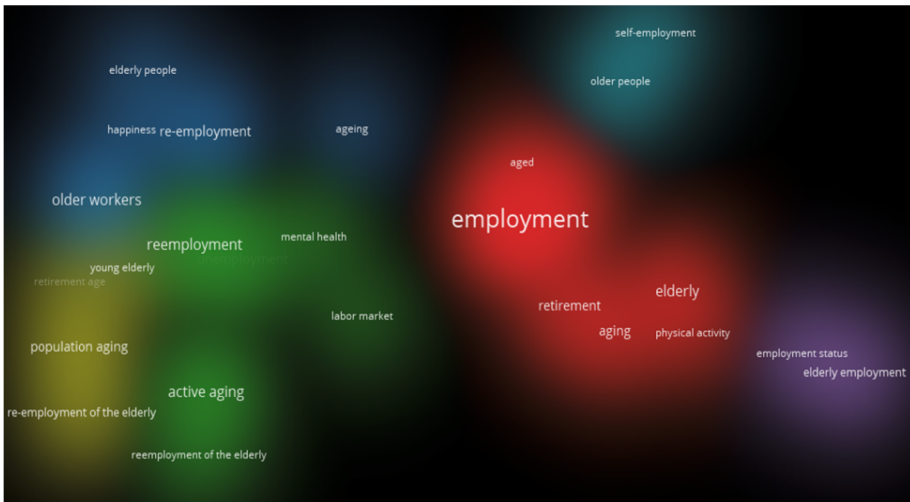 self-employment
elderly people
older people
happiness
re-employment
ageing
aged
older workers
employment
mental health
reemployment
unemployment
young elderly
retirement age
elderly
retirement
labor market
aging
physical activity
population aging
employment status
elderly employment
active aging
re-employment of the elderly
reemployment of the elderly